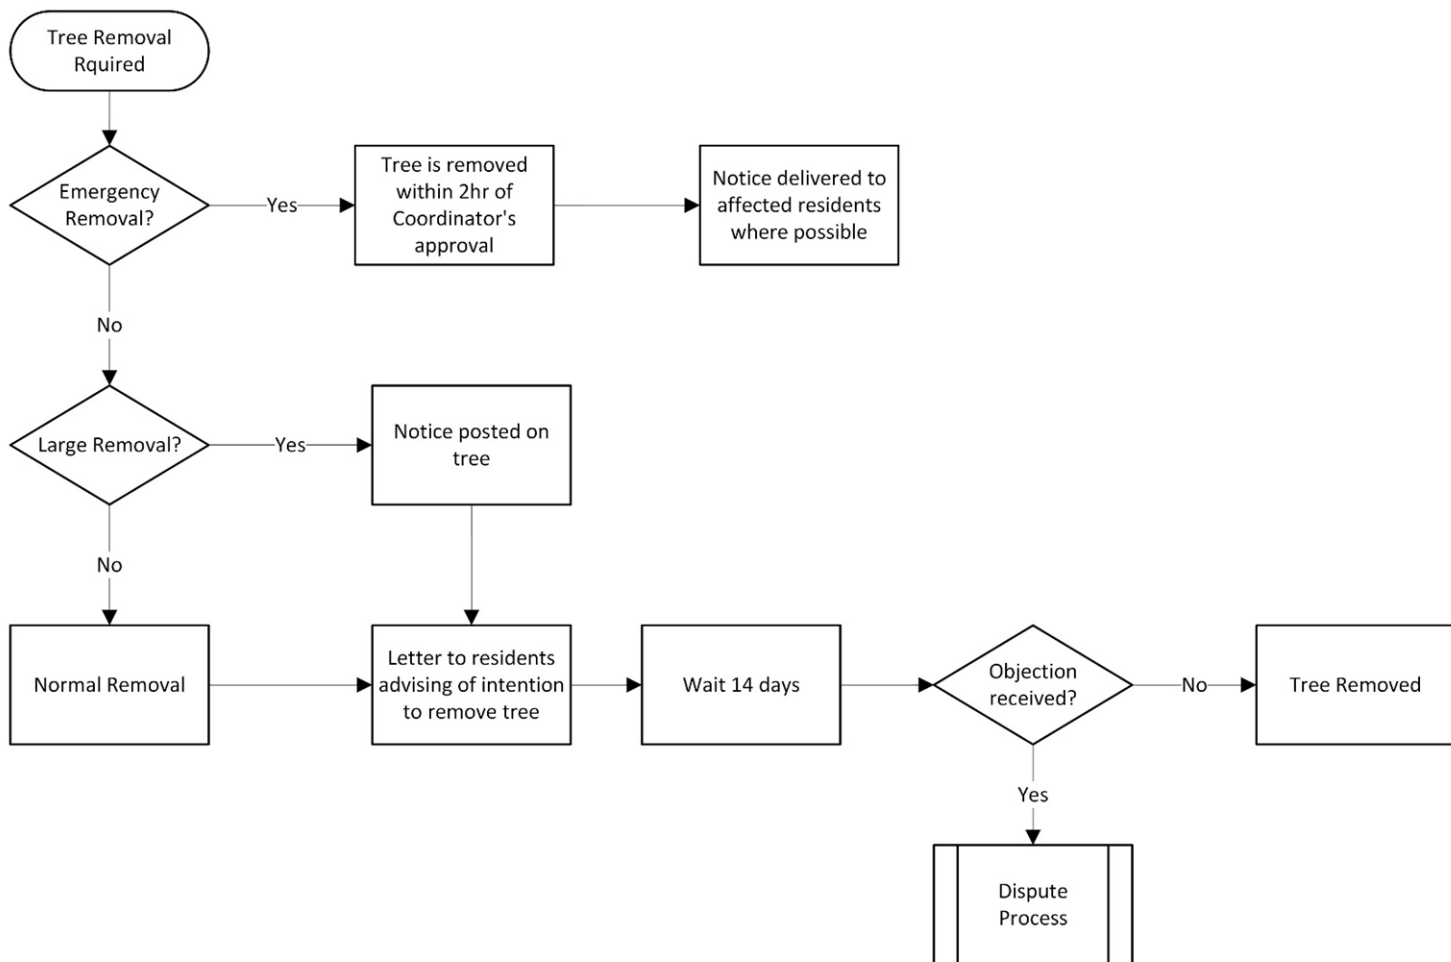 Tree Removal
Rquired
Emergency
Removal?
Yes
Tree is removed
within 2hr of
Coordinator's
approval
Notice delivered to
affected residents
where possible
No
Large Removal?
Yes
Notice posted on
tree
No
Normal Removal
Letter to residents
advising of intention
to remove tree
Wait 14 days
Objection
received?
No
Tree Removed
Yes
Dispute
Process